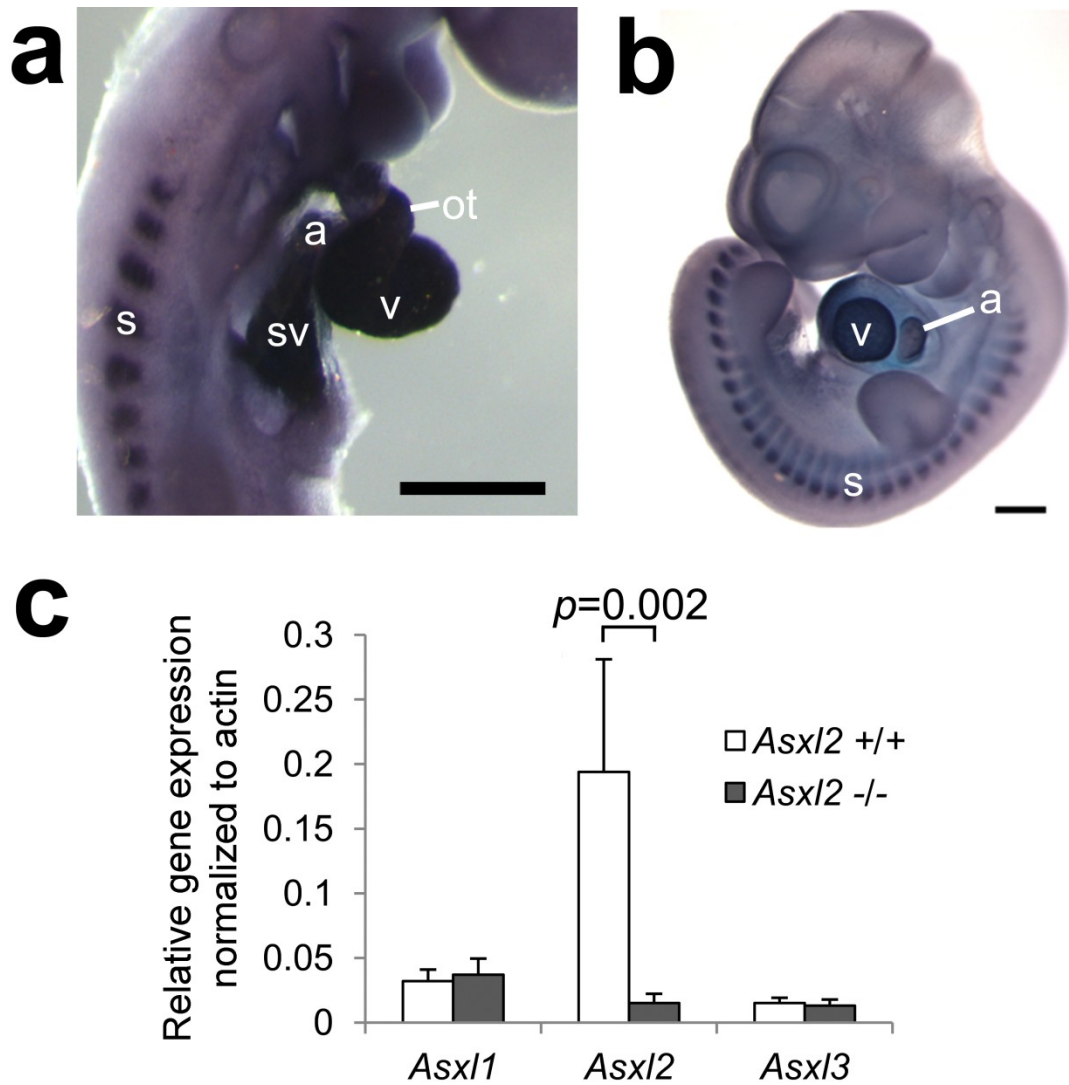 a
b
ot
a
s
sv
v
v
a
s
c
p=0.002
Relative gene expression
normalized to actin
0.3
0.25
0.2
0.15
0.1
0.05
0
Asxl2 +/+
Asxl2 -/-
Asxl1
Asxl2
Asxl3